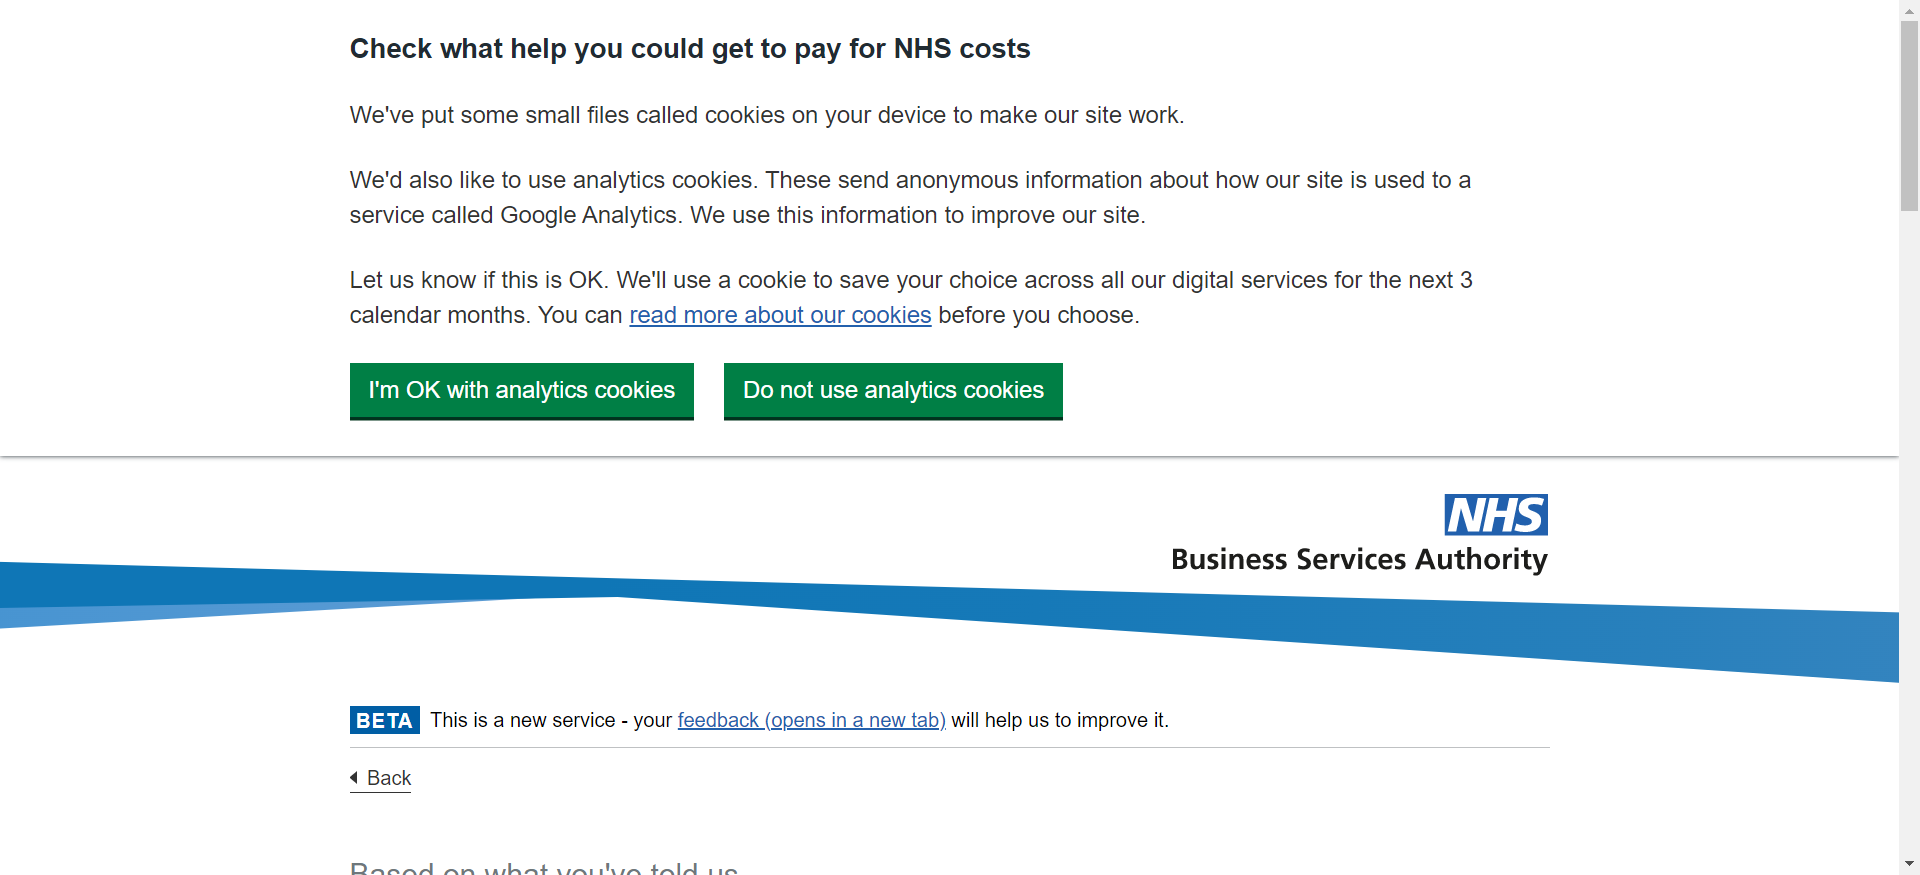 Check what help you could get to pay for NHS costs
We've put some small files called cookies on your device to make our site work.
We'd also like to use analytics cookies. These send anonymous information about how our site is used to a
service called Google Analytics. We use this information to improve our site.
Let us know if this is OK. We'll use a cookie to save your choice across all our digital services for the next 3
calendar months. You can read more about our cookies before you choose.
I'm OK with analytics cookies Do not use analytics cookies
NHS
Business Services Authority
BETA This is a new service - your feedback (opens in a new tab) will help us to improve it.
Back
Based on what you've told us